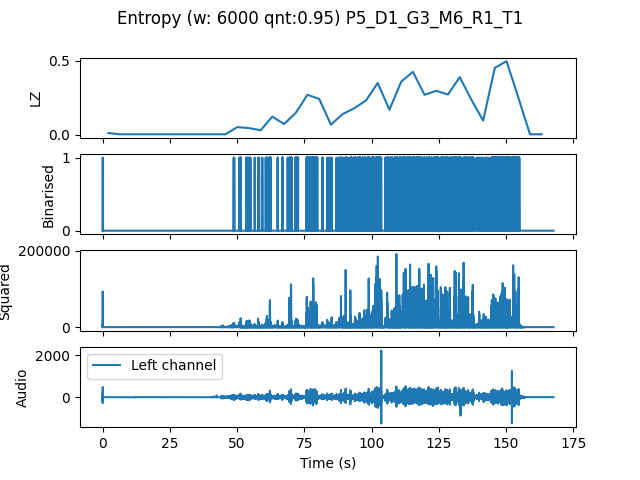 Entropy (w: 6000 qnt:0.95) P5_D1_G3_M6_R1_T1
0.5
LZ
0.0
1
Binarised
0
200000
Squared
0
2000
Left channel
Audio
0
0 25 50 75 100 125 150 175
Time (s)